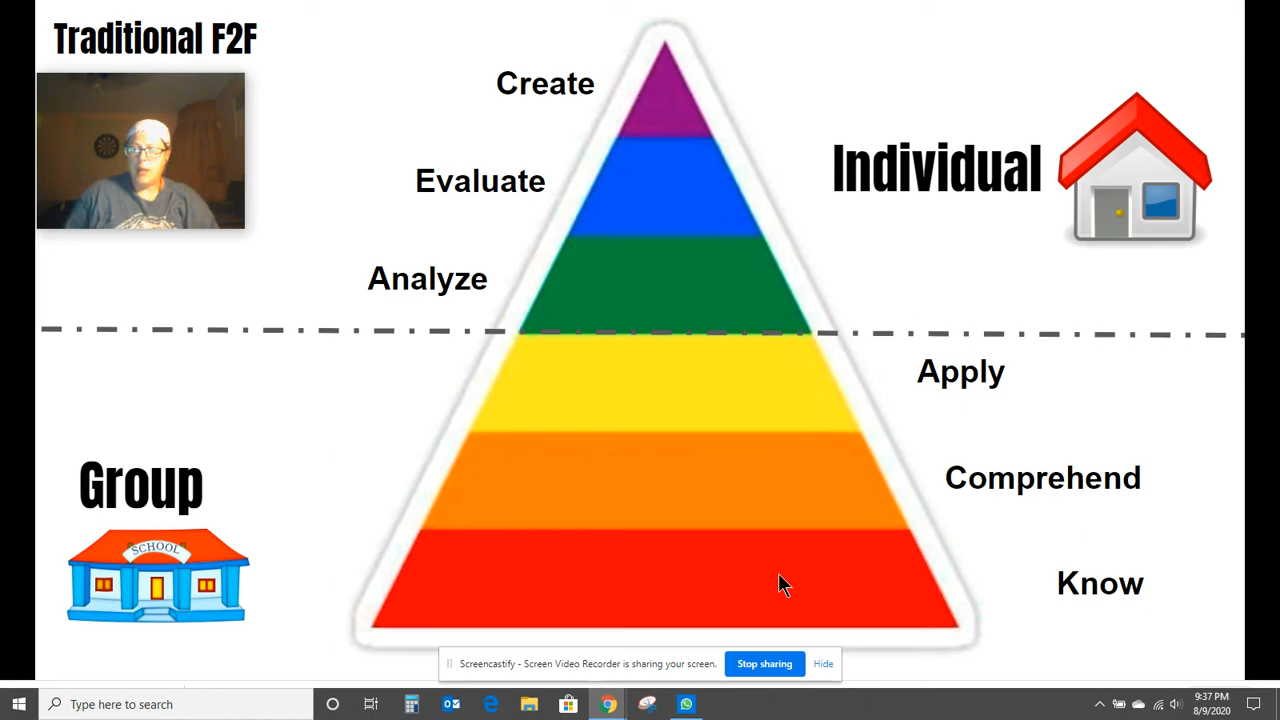 Traditional F2F
Create
Evaluate
Individual
Analyze
Apply
Comprehend
Group
SCHOOL
Know
Screencastify - Screen Video Recorder is sharing your screen.
Stop sharing
Hide
Type here to search
9:37 PM
8/9/2020